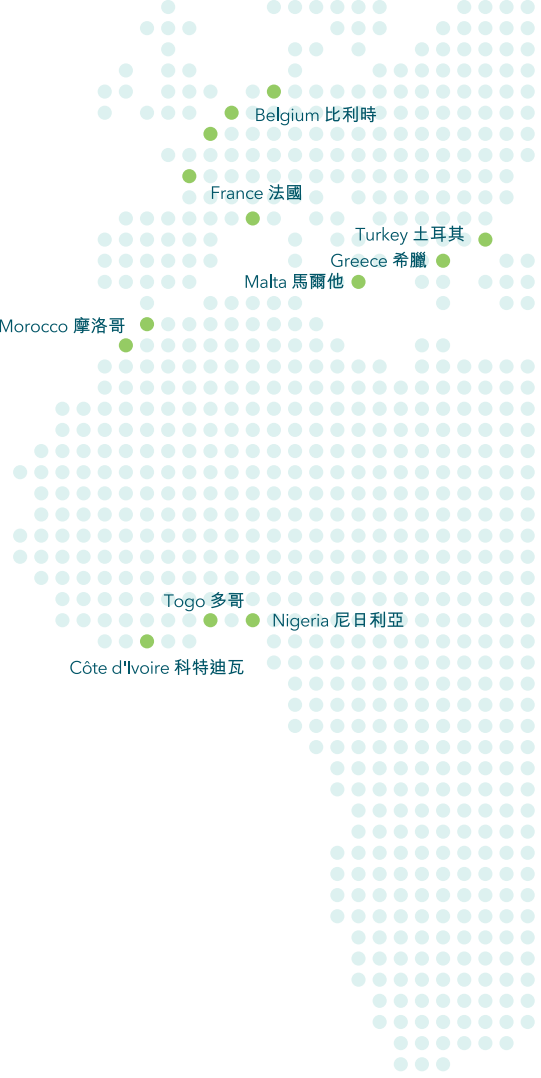 Belgium 比利時
France 法國
Turkey 土耳其
Greece 希臘
Malta 馬爾他
Morocco 摩洛哥
Togo 多哥
Nigeria 尼日利亞
Côte d'Ivoire 科特迪瓦